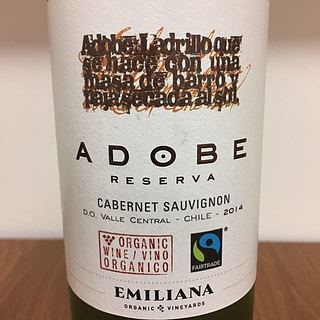 Adobe: Ladrillo que
se hace con una
masa de barro y
paja secada al sol.
ADOBE
RESERVA
CABERNET SAUVIGNON
D.O. VALLE CENTRAL - CHILE - 2014
ORGANIC
WINE / VINO
ORGANICO
FAIRTRADE
EMILIANA
ORGANIC VINEYARDS